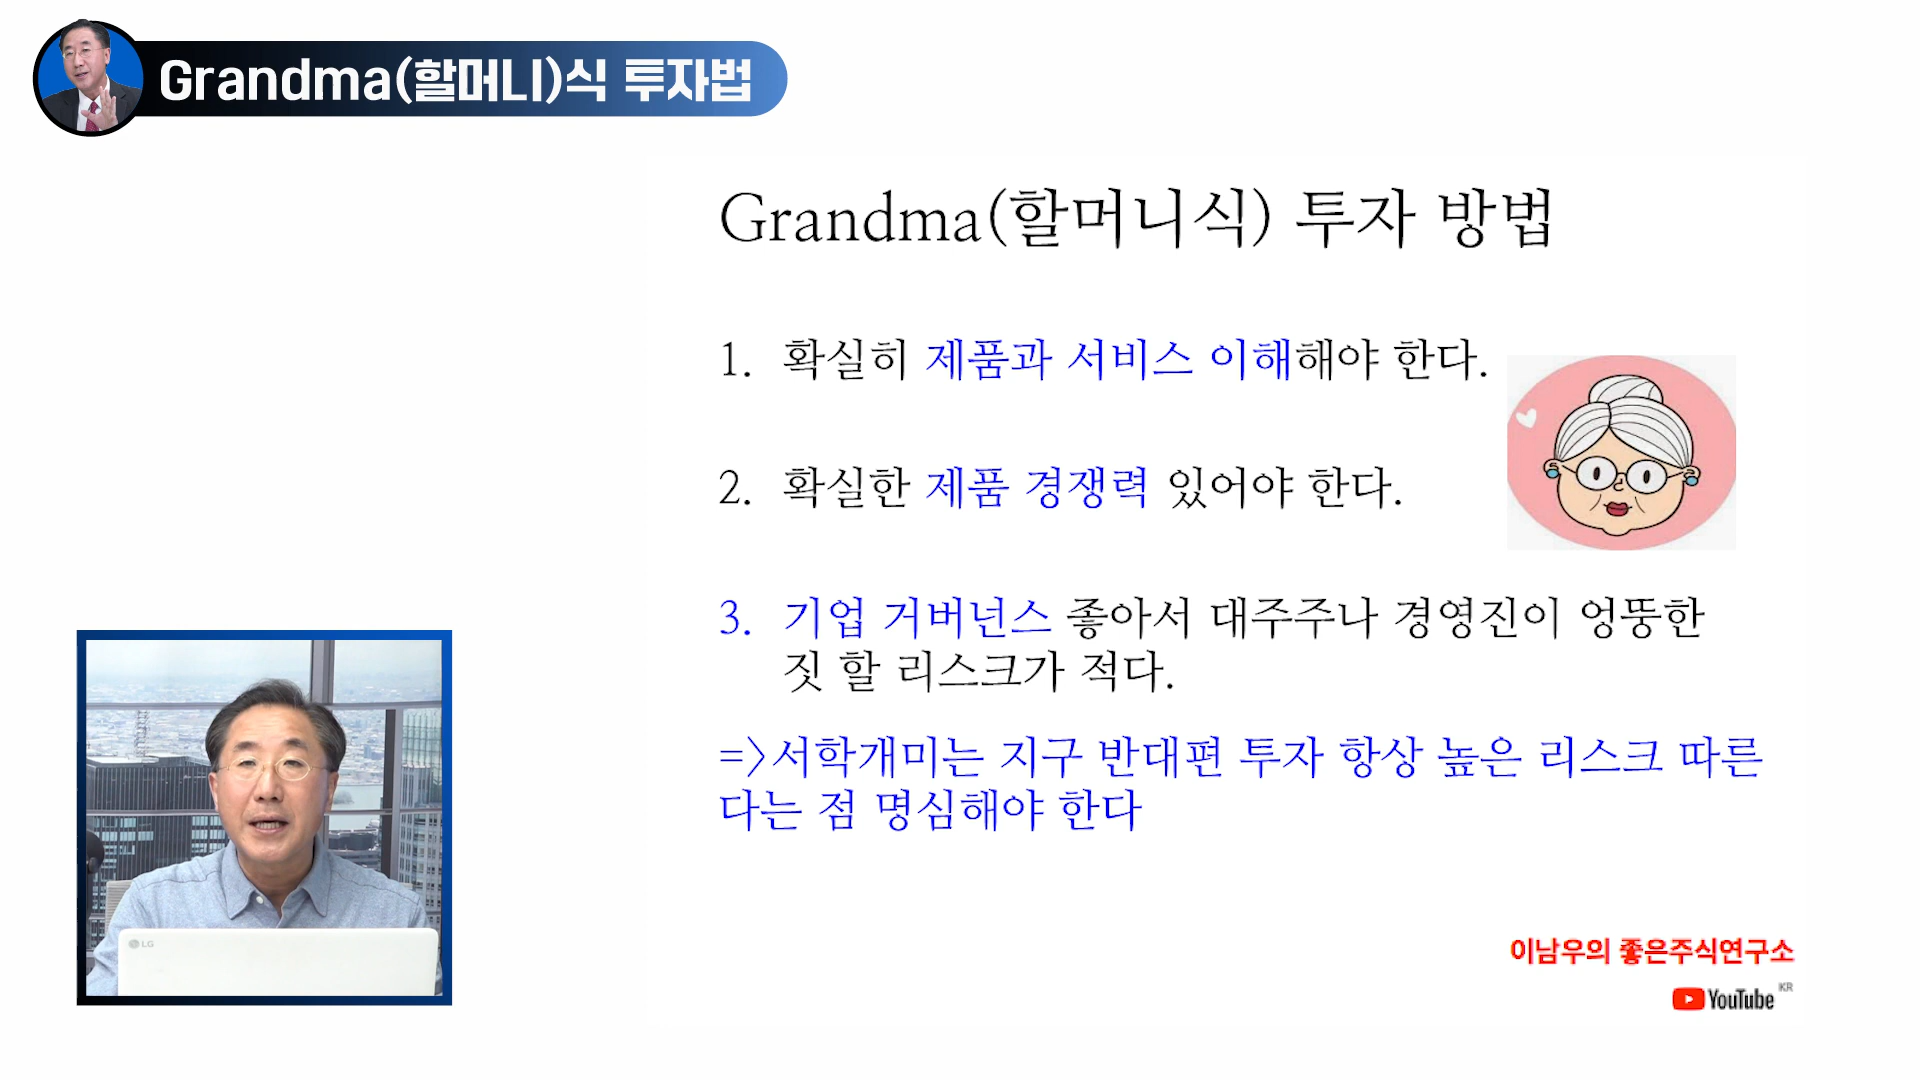 Grandma(할머니)식 투자법
Grandma(할머니식) 투자 방법
1. 확실히 제품과 서비스 이해해야 한다.
2. 확실한 제품 경쟁력 있어야 한다.
3. 기업 거버넌스 좋아서 대주주나 경영진이 엉뚱한
짓 할 리스크가 적다.
=>서학개미는 지구 반대편 투자 항상 높은 리스크 따른
다는 점 명심해야 한다
LG
이남우의 좋은주식연구소
YouTube KR